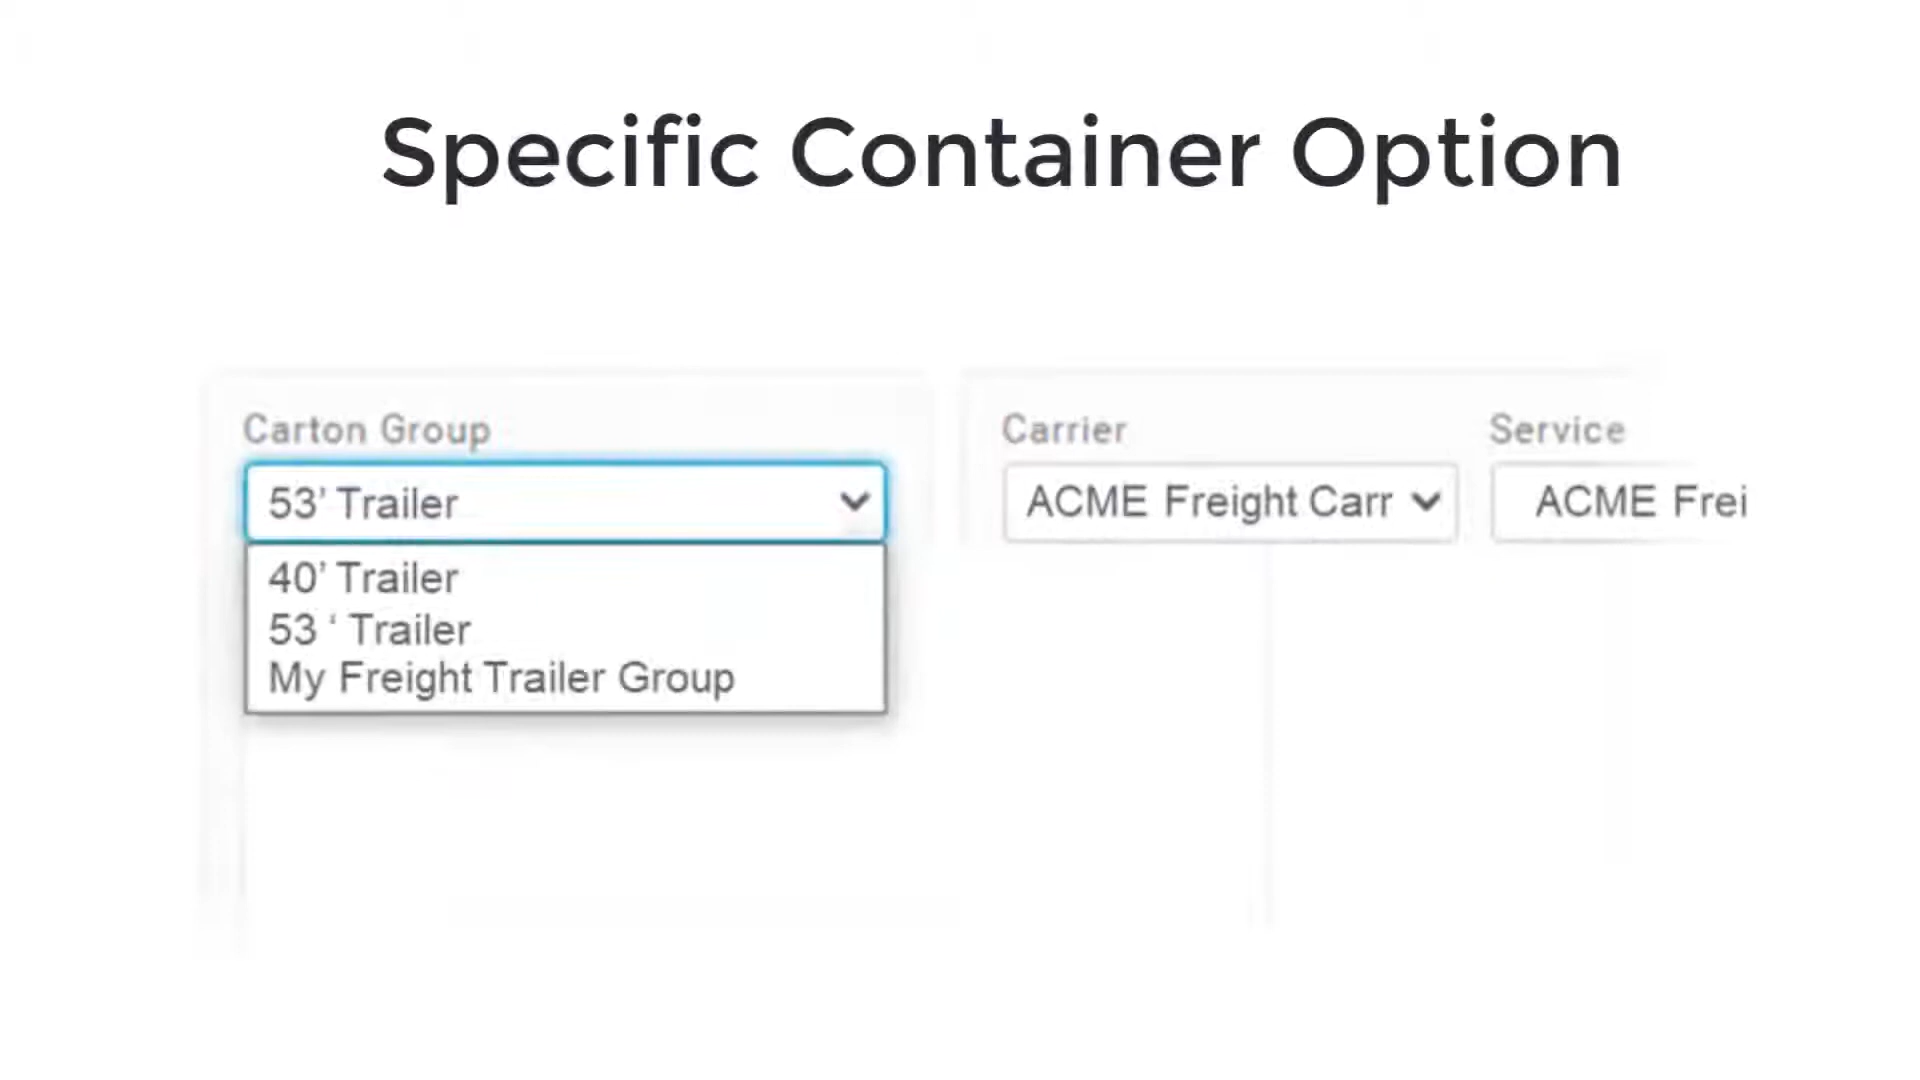 Specific Container Option
Carton Group
Carrier
Service
53' Trailer
ACME Freight Carr
ACME Frei
40' Trailer
53 ‘ Trailer
My Freight Trailer Group